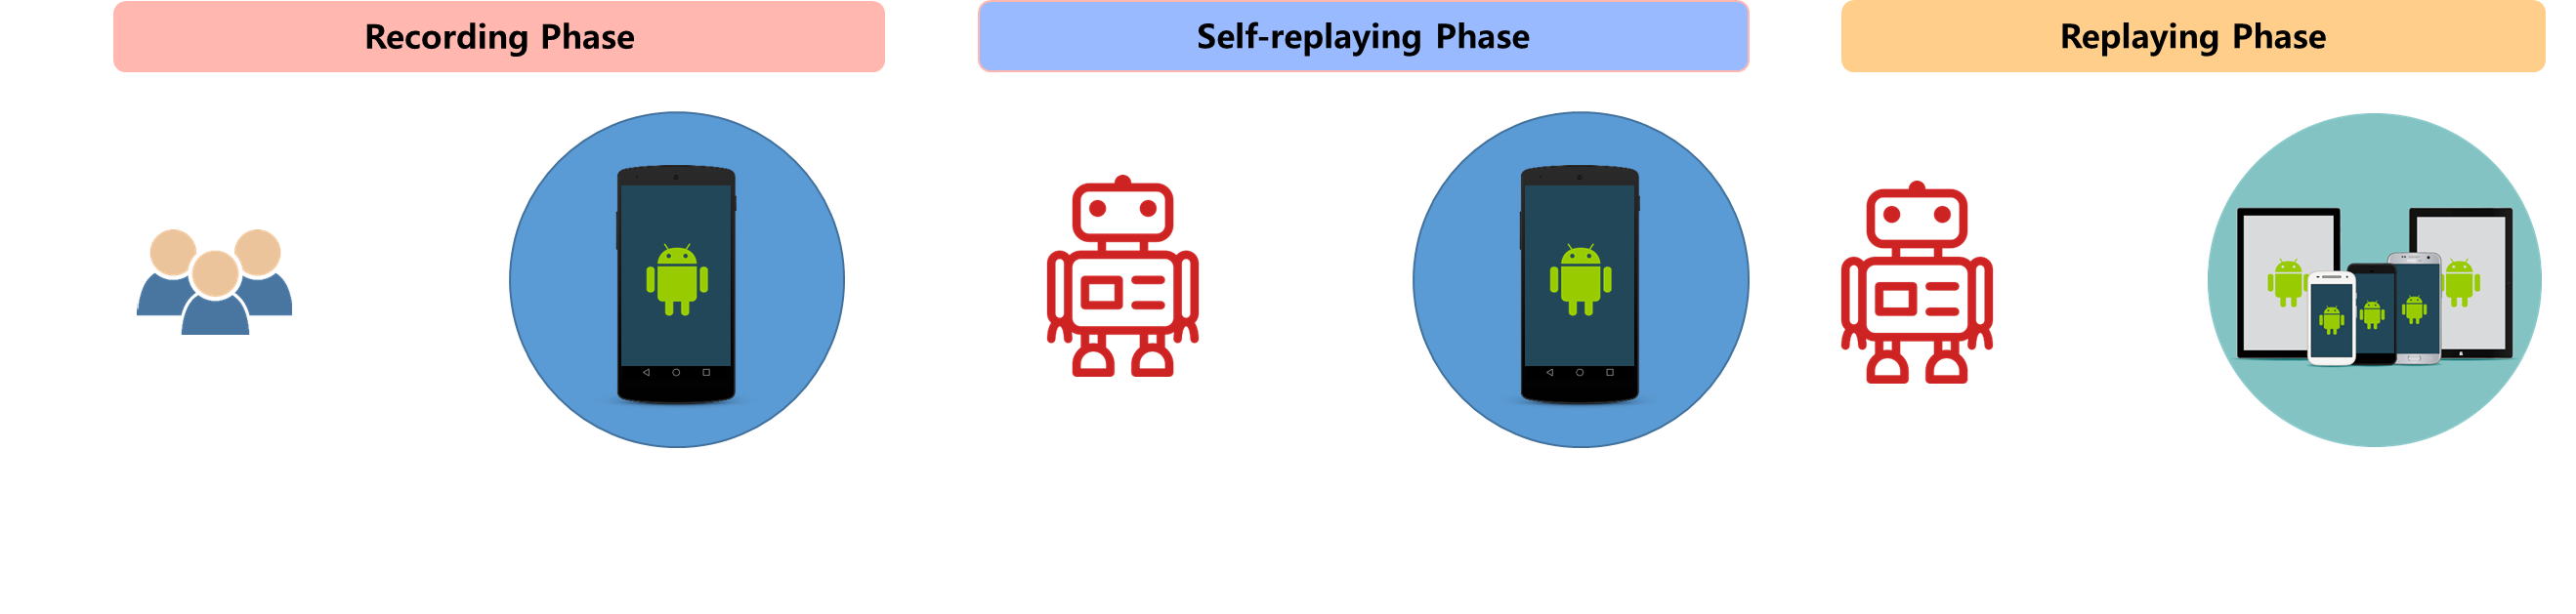 Recording Phase
Self-replaying Phase
Replaying Phase